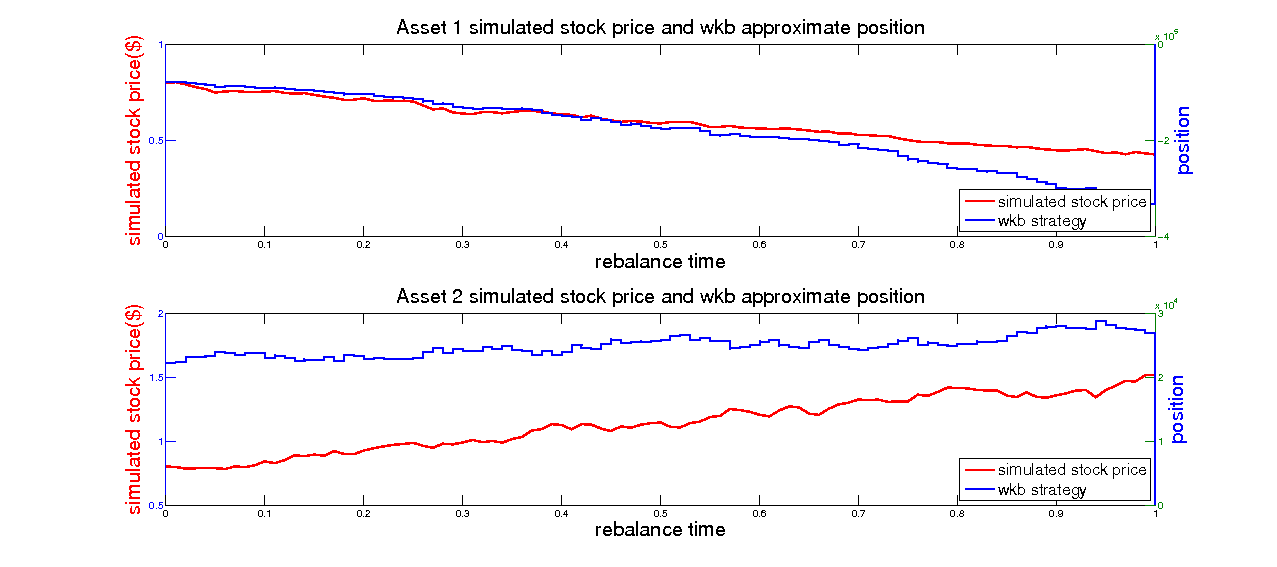 Asset 1 simulated stock price and wkb approximate position
simulated stock price($)
1
0.5
0
x 10^5
0
−2
−4
position
simulated stock price
wkb strategy
0 0.1 0.2 0.3 0.4 0.5 0.6 0.7 0.8 0.9 1
rebalance time
Asset 2 simulated stock price and wkb approximate position
simulated stock price($)
2
1.5
1
0.5
x 10^4
3
2
1
0
position
simulated stock price
wkb strategy
0 0.1 0.2 0.3 0.4 0.5 0.6 0.7 0.8 0.9 1
rebalance time